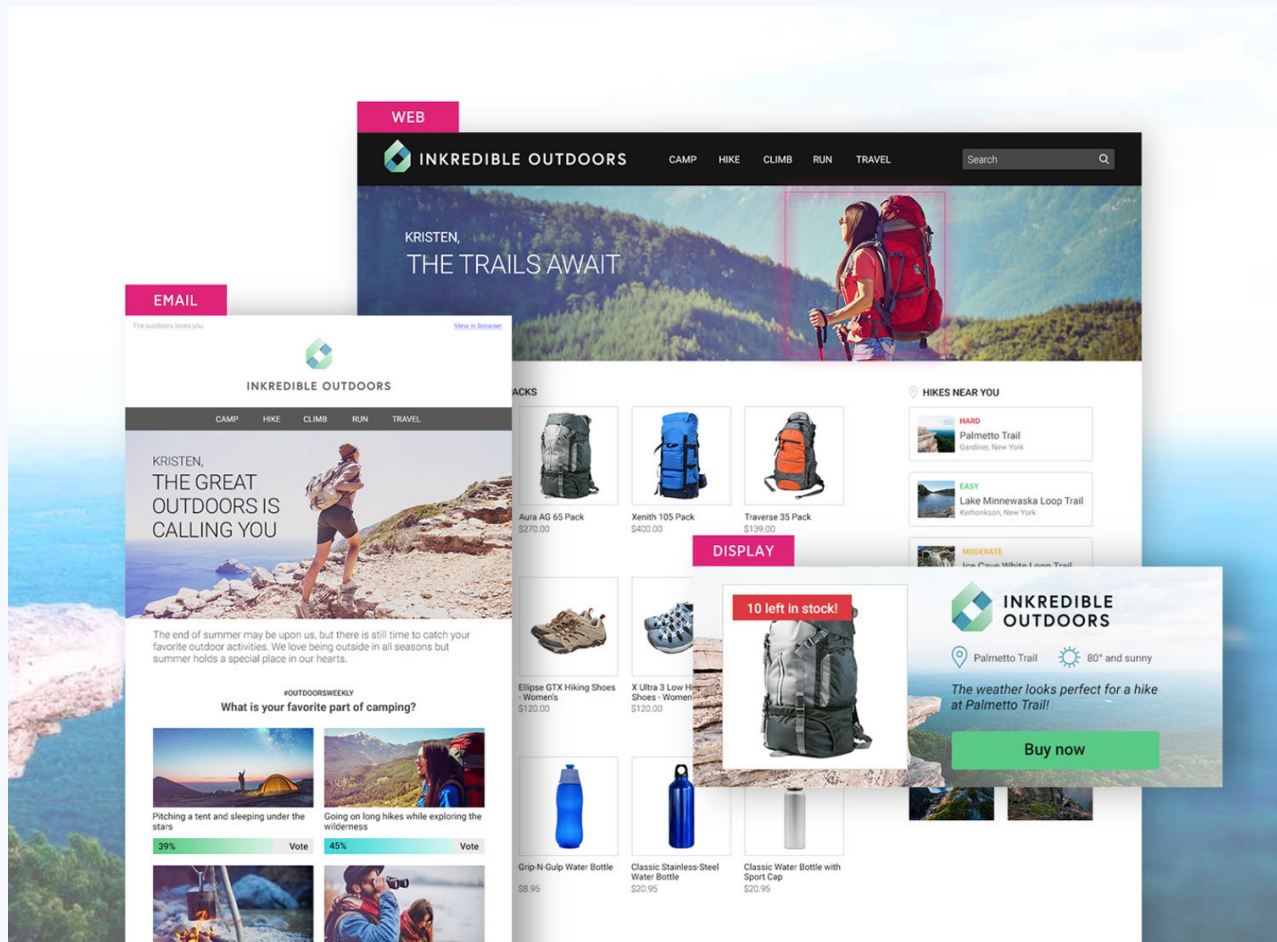 WEB
INKREDIBLE OUTDOORS
CAMP HIKE CLIMB RUN TRAVEL
Search
KRISTEN,
THE TRAILS AWAIT
EMAIL
The outdoors loves you.
View in browser
INKREDIBLE OUTDOORS
CAMP HIKE CLIMB RUN TRAVEL
KRISTEN,
THE GREAT
OUTDOORS IS
CALLING YOU
The end of summer may be upon us, but there is still time to catch your
favorite outdoor activities. We love being outside in all seasons but
summer holds a special place in our hearts.
#OUTDOORSWEEKLY
What is your favorite part of camping?
Pitching a tent and sleeping under the
stars
39% Vote
Going on long hikes while exploring the
wilderness
45% Vote
ACKS
Aura AG 65 Pack
$270.00
Xenith 105 Pack
$400.00
Traverse 35 Pack
$139.00
Ellipse GTX Hiking Shoes
- Women's
$120.00
X Ultra 3 Low H
Shoes - Women
$120.00
Grip-N-Gulp Water Bottle
$8.95
Classic Stainless-Steel
Water Bottle
$20.95
Classic Water Bottle with
Sport Cap
$20.95
HIKES NEAR YOU
HARD
Palmetto Trail
Gardiner, New York
EASY
Lake Minnewaska Loop Trail
Kerhonkson, New York
MODERATE
Ice Cave White Loop Trail
DISPLAY
10 left in stock!
INKREDIBLE
OUTDOORS
Palmetto Trail 80° and sunny
The weather looks perfect for a hike
at Palmetto Trail!
Buy now